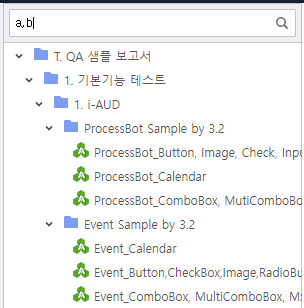 a,b
T. QA 샘플 보고서
1. 기본기능 테스트
1. i-AUD
ProcessBot Sample by 3.2
ProcessBot_Button, Image, Check, Inpu
ProcessBot_Calendar
ProcessBot_ComboBox, MutiComboBo
Event Sample by 3.2
Event_Calendar
Event_Button,CheckBox,Image,RadioBu
Event_ComboBox, MultiComboBox, Mx